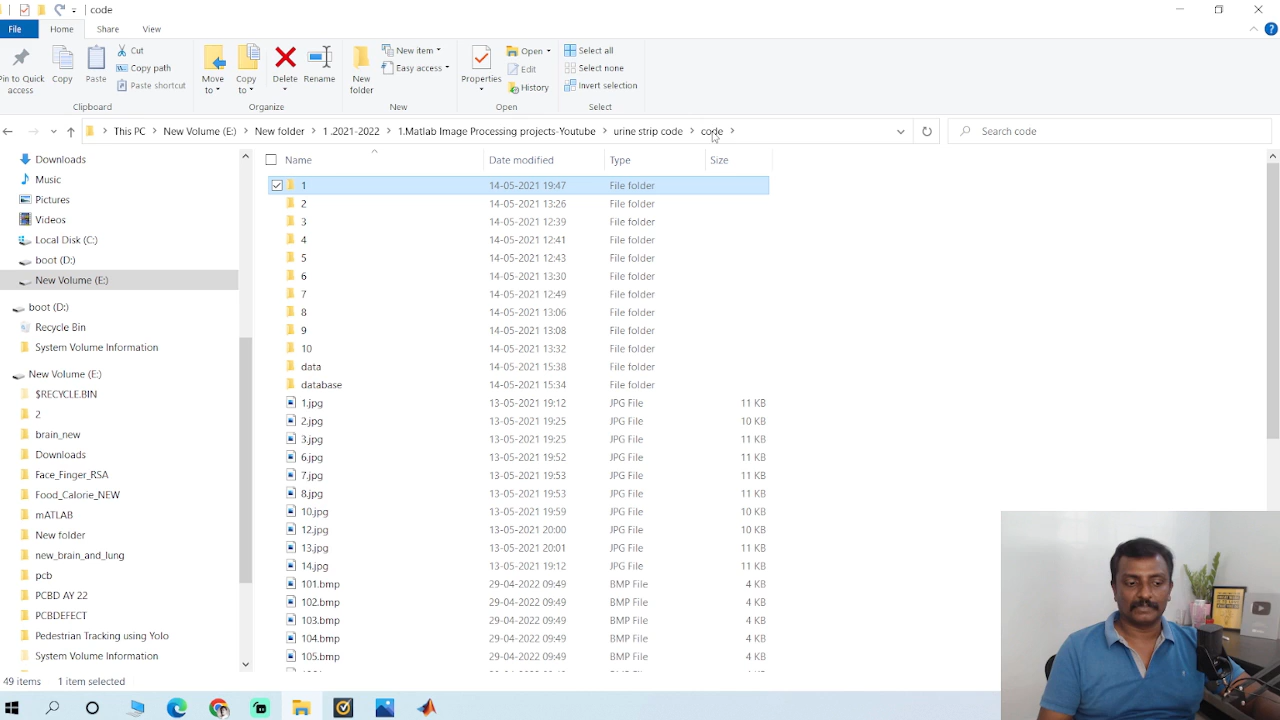 code
File Home Share View
Pin to Quick access
Copy
Paste
Cut
Copy path
Paste shortcut
Clipboard
Move to
Copy to
Delete
Rename
Organize
New folder
New item
Easy access
New
Properties
Open
Edit
History
Open
Select all
Select none
Invert selection
Select
This PC > New Volume (E:) > New folder > 1 .2021-2022 > 1.Matlab Image Processing projects-Youtube > urine strip code > code >
Search code
Downloads
Music
Pictures
Videos
Local Disk (C:)
boot (D:)
New Volume (E:)
boot (D:)
Recycle Bin
System Volume Information
New Volume (E:)
$RECYCLE.BIN
2
brain_new
Downloads
Face_Finger_RSA
Food_Calorie_NEW
mATLAB
New folder
new_brain_and_lung
pcb
PCBD AY 22
PCBDEFECT
Pedestrian Tracking using Yolo
System Volume Information
Name Date modified Type Size
1 14-05-2021 19:47 File folder
2 14-05-2021 13:26 File folder
3 14-05-2021 12:39 File folder
4 14-05-2021 12:41 File folder
5 14-05-2021 12:43 File folder
6 14-05-2021 13:30 File folder
7 14-05-2021 12:49 File folder
8 14-05-2021 13:06 File folder
9 14-05-2021 13:08 File folder
10 14-05-2021 13:32 File folder
data 14-05-2021 15:38 File folder
database 14-05-2021 15:34 File folder
1.jpg 13-05-2021 19:12 JPG File 11 KB
2.jpg 13-05-2021 19:25 JPG File 10 KB
3.jpg 13-05-2021 19:25 JPG File 11 KB
6.jpg 13-05-2021 19:52 JPG File 11 KB
7.jpg 13-05-2021 19:53 JPG File 11 KB
8.jpg 13-05-2021 19:53 JPG File 11 KB
10.jpg 13-05-2021 19:59 JPG File 10 KB
12.jpg 13-05-2021 20:00 JPG File 10 KB
13.jpg 13-05-2021 20:01 JPG File 11 KB
14.jpg 13-05-2021 19:12 JPG File 11 KB
101.bmp 29-04-2022 09:49 BMP File 4 KB
102.bmp 29-04-2022 09:49 BMP File 4 KB
103.bmp 29-04-2022 09:49 BMP File 4 KB
104.bmp 29-04-2022 09:49 BMP File 4 KB
105.bmp 29-04-2022 09:49 BMP File 4 KB
49 items 1 item selected